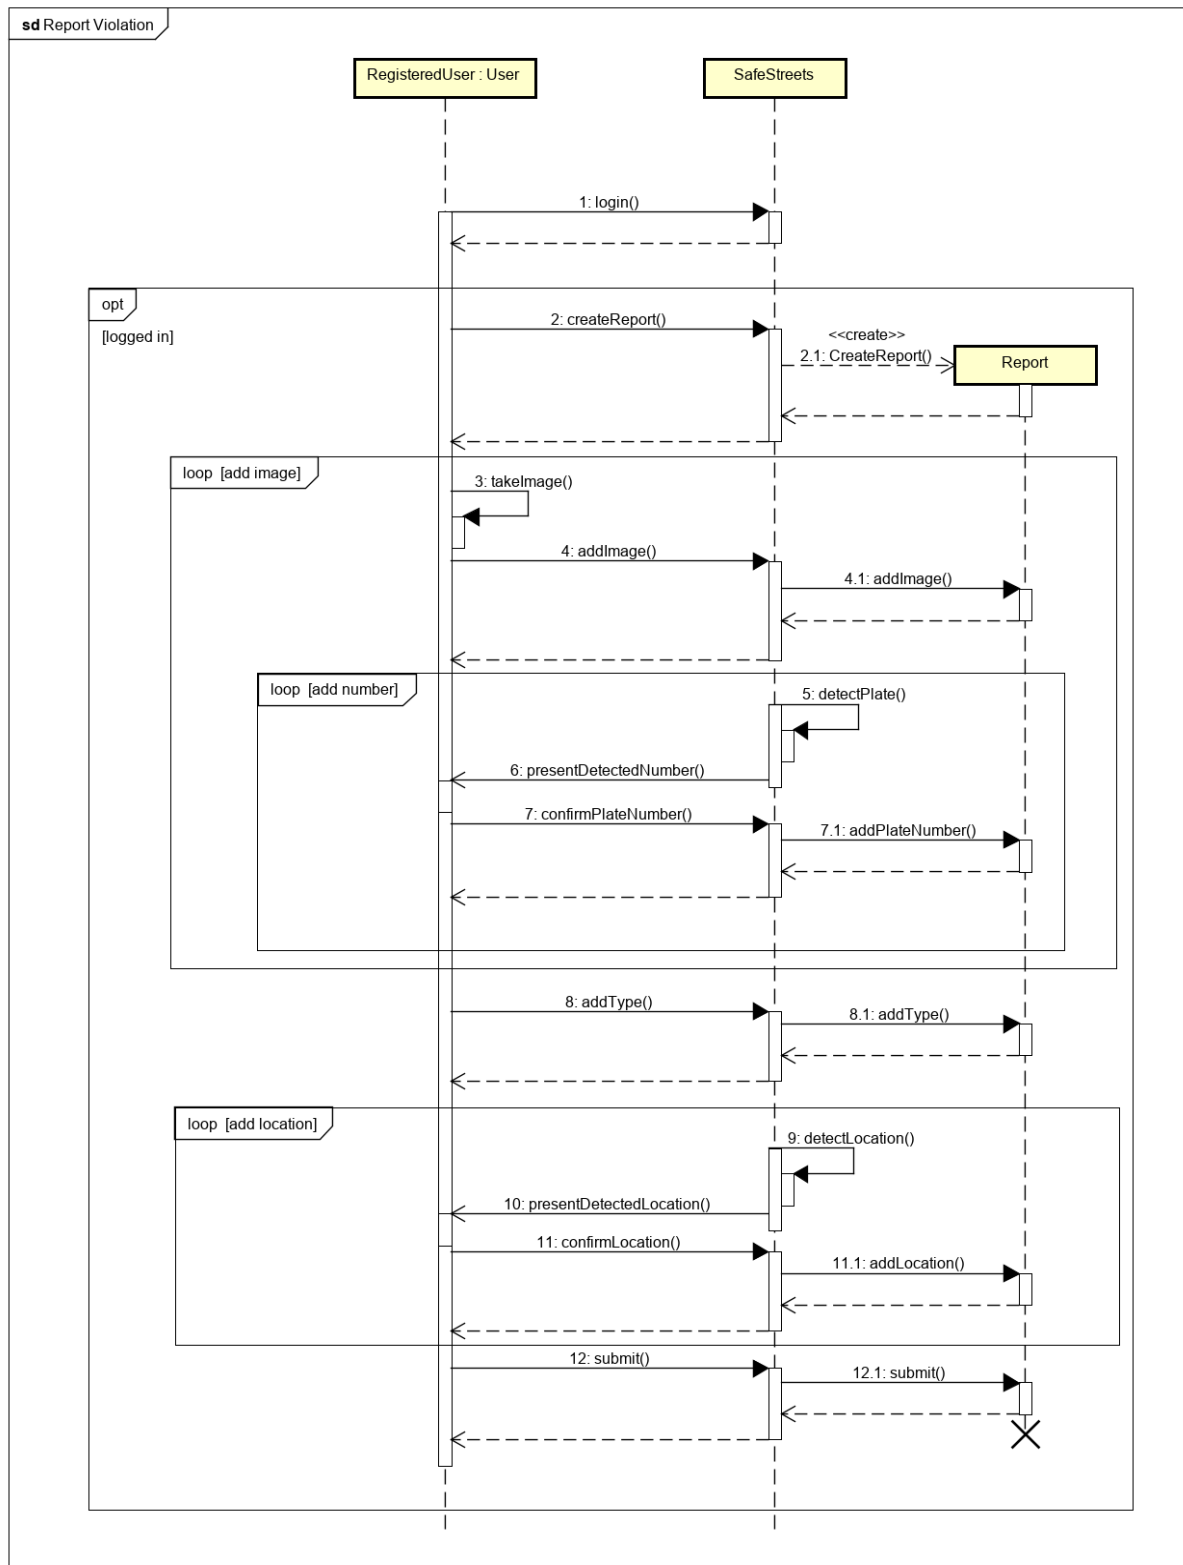 sd Report Violation
RegisteredUser : User
SafeStreets
1: login()
opt
[logged in]
2: createReport()
<<create>>
2.1: CreateReport()
Report
loop [add image]
3: takeImage()
4: addImage()
4.1: addImage()
loop [add number]
5: detectPlate()
6: presentDetectedNumber()
7: confirmPlateNumber()
7.1: addPlateNumber()
8: addType()
8.1: addType()
loop [add location]
9: detectLocation()
10: presentDetectedLocation()
11: confirmLocation()
11.1: addLocation()
12: submit()
12.1: submit()